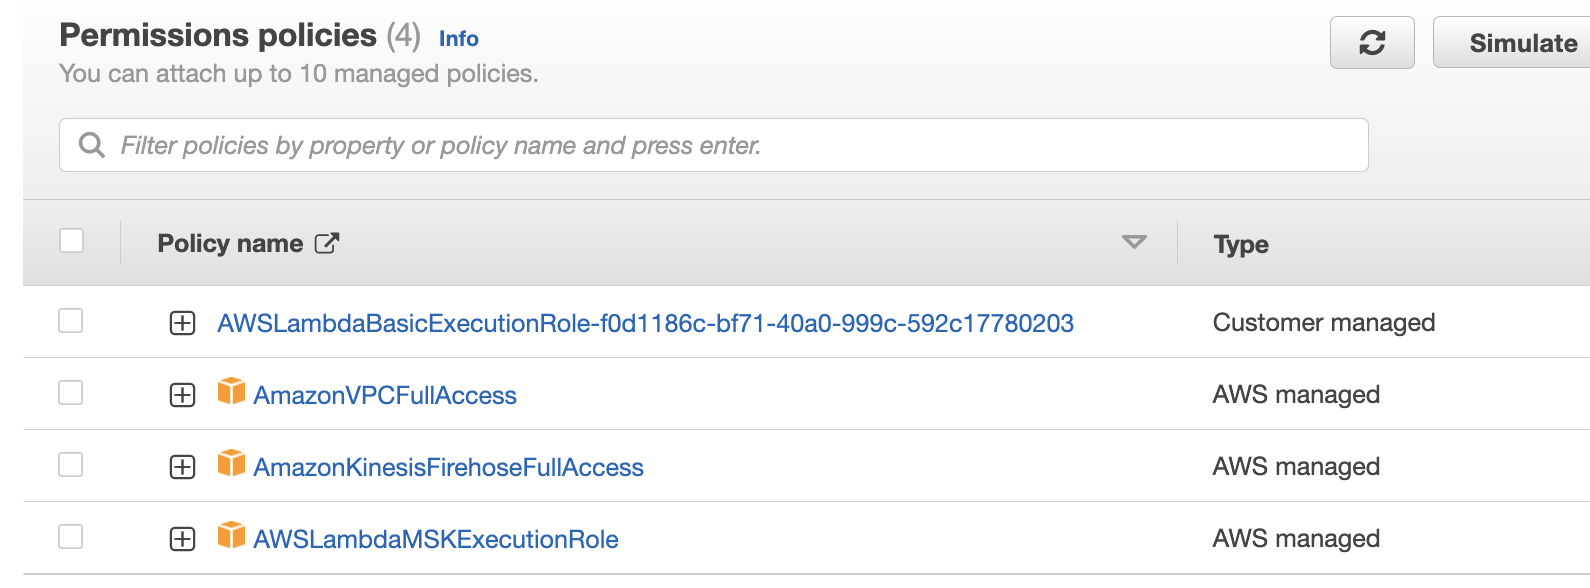 Permissions policies (4) Info
You can attach up to 10 managed policies.
Simulate
Filter policies by property or policy name and press enter.
Policy name Type
AWSLambdaBasicExecutionRole-f0d1186c-bf71-40a0-999c-592c17780203 Customer managed
AmazonVPCFullAccess AWS managed
AmazonKinesisFirehoseFullAccess AWS managed
AWSLambdaMSKExecutionRole AWS managed